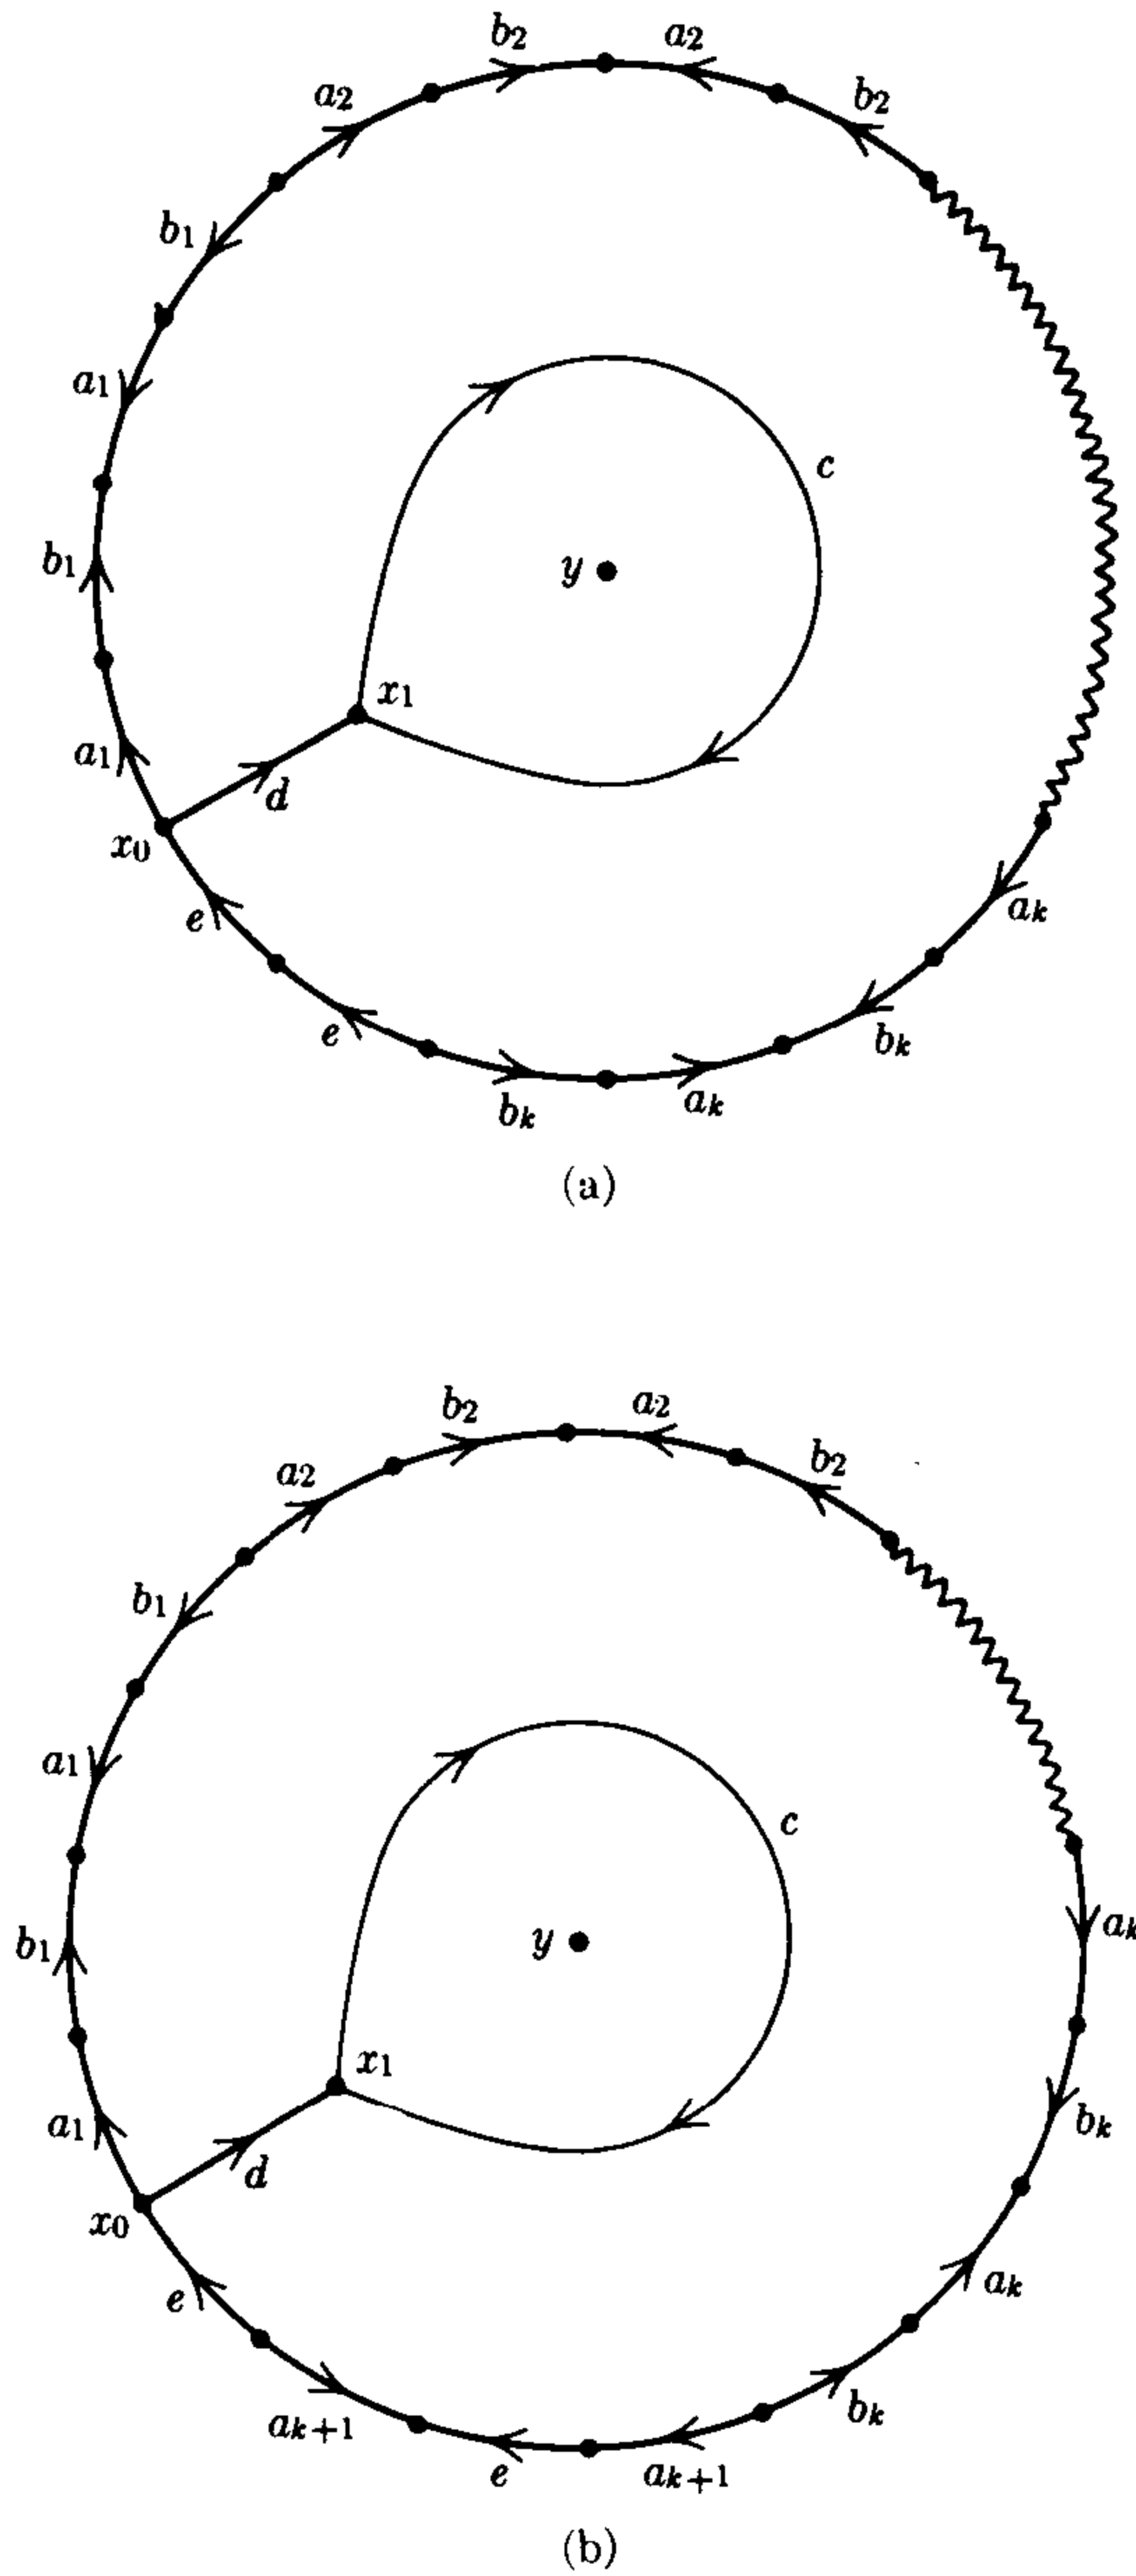 b₂ a₂
a₂ b₂
b₁
a₁
c
b₁ y
x₁
a₁ d
x₀
e aₖ
e bₖ
bₖ aₖ
(a)
b₂ a₂
a₂ b₂
b₁
a₁
c
b₁ y aₖ
x₁
a₁ d bₖ
x₀
e aₖ
aₖ₊₁ bₖ
e aₖ₊₁
(b)